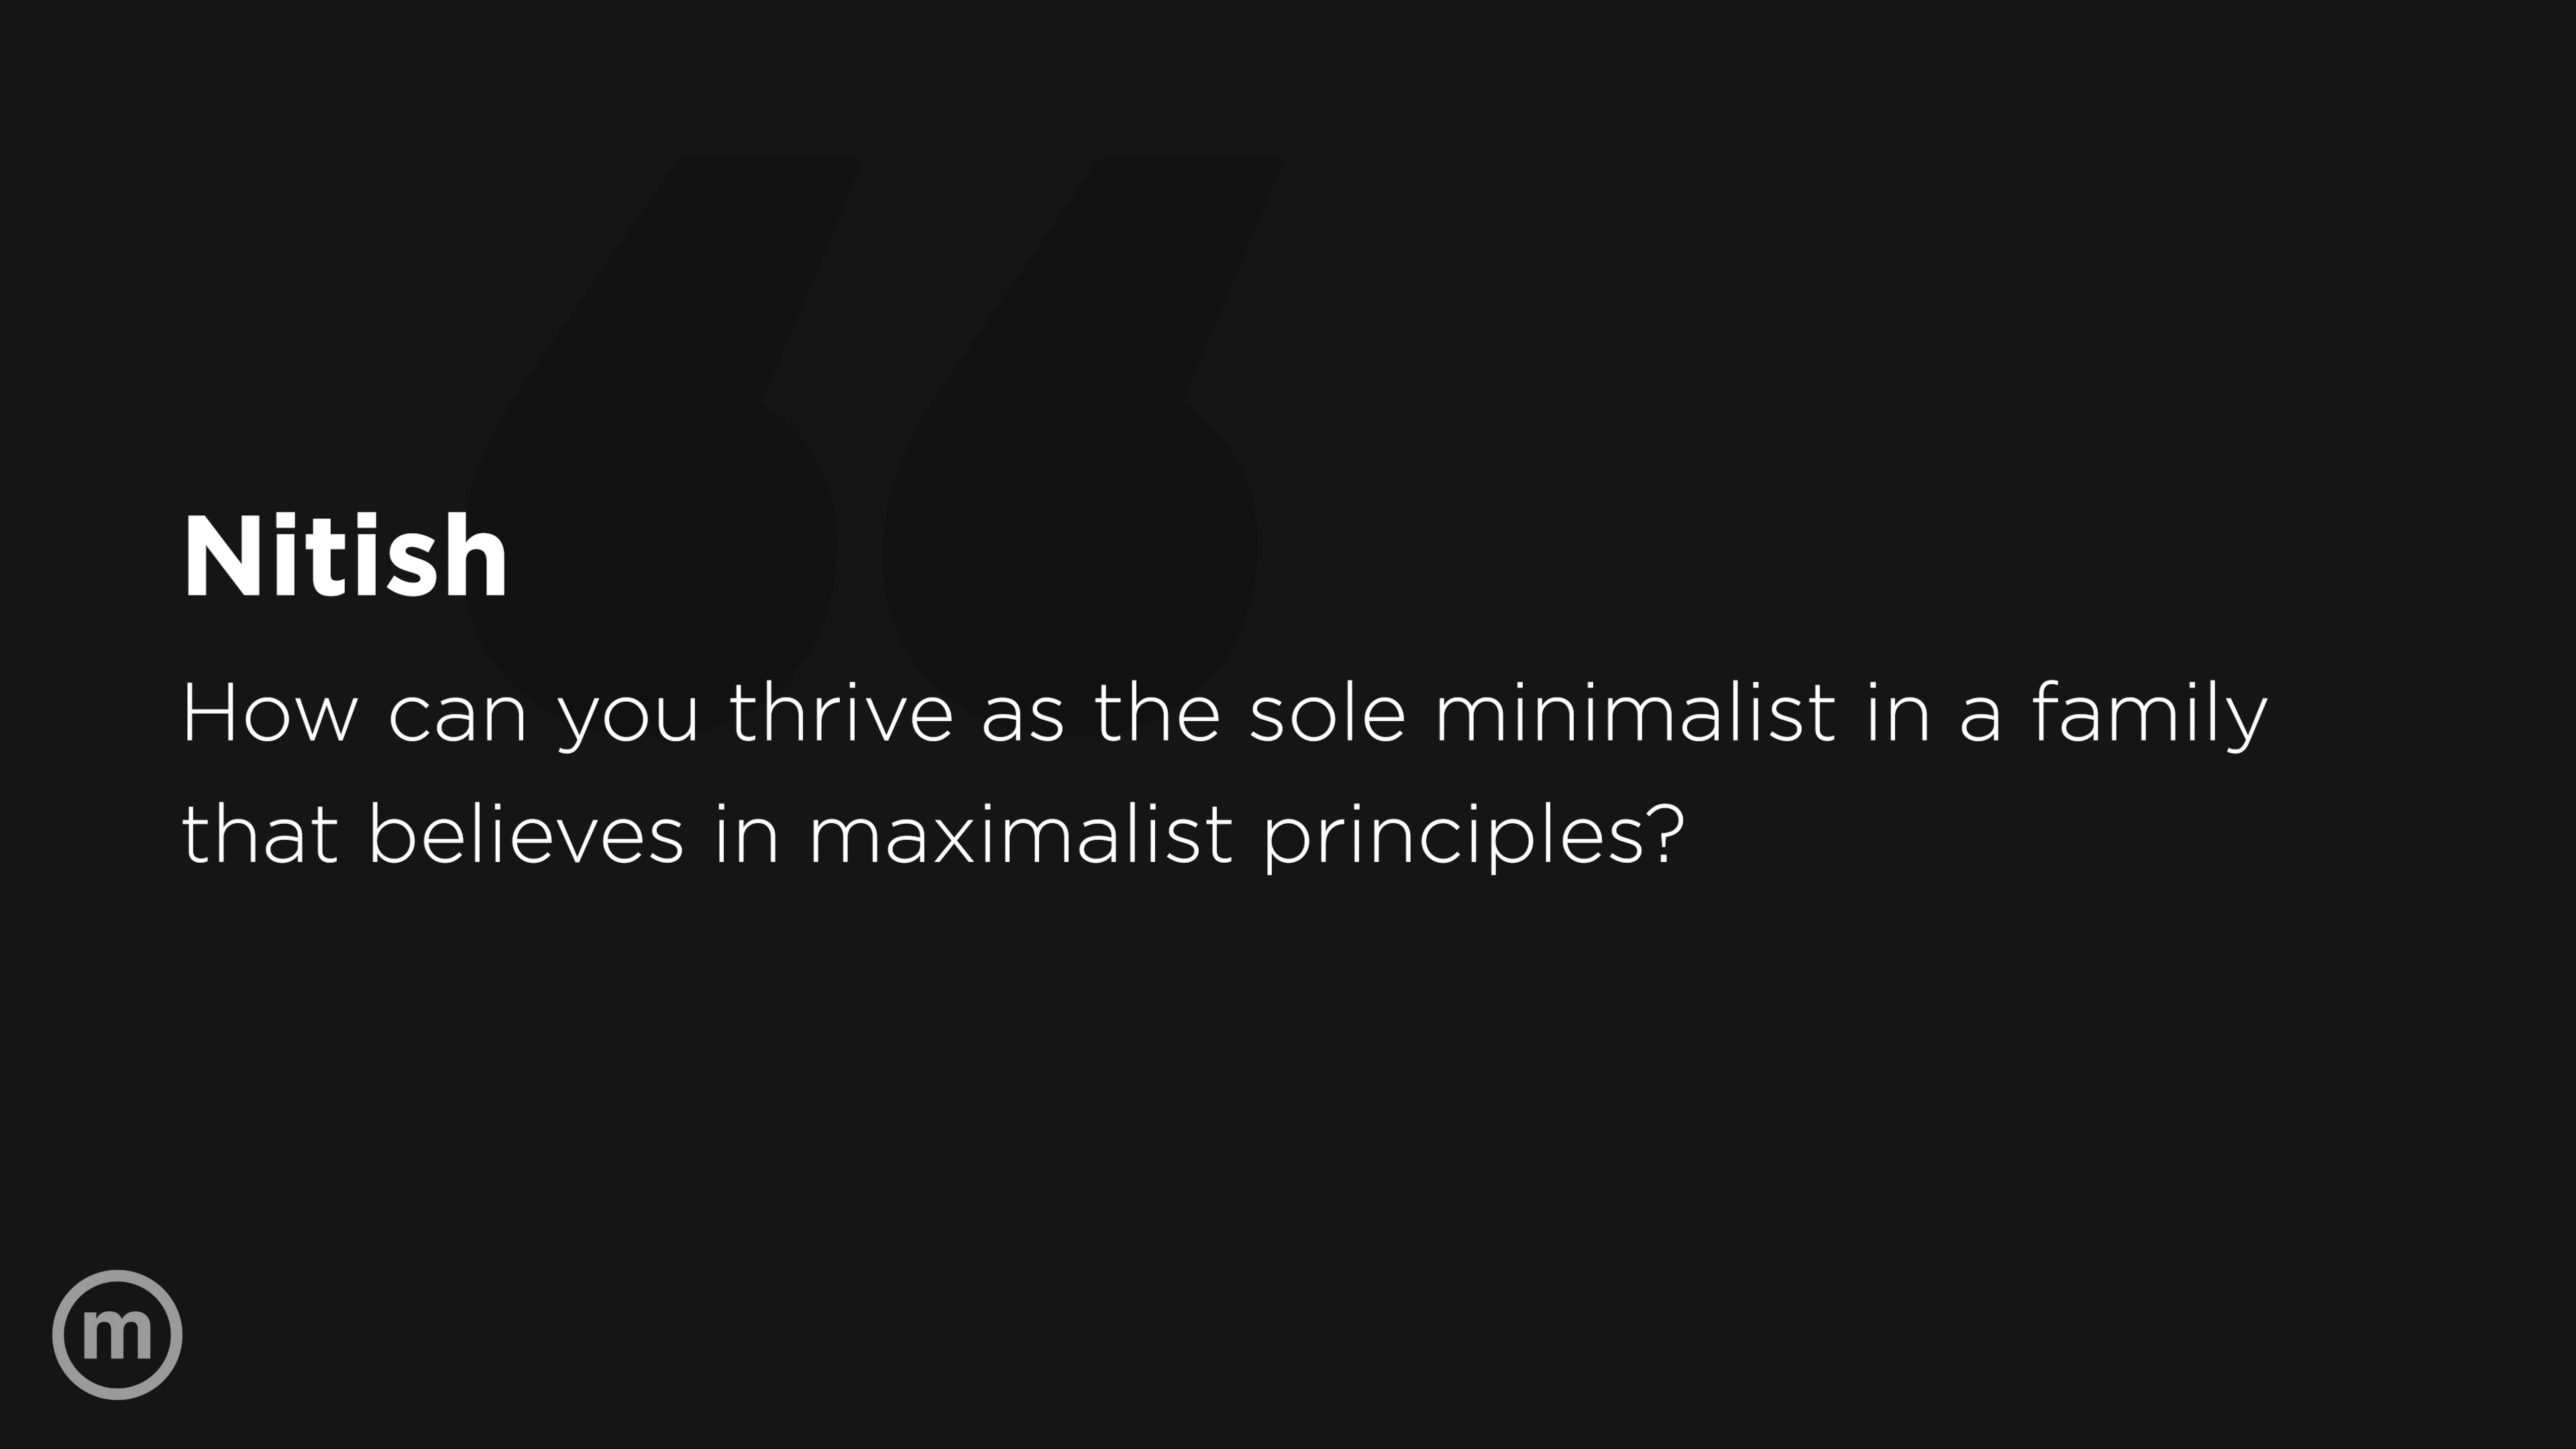 Nitish
How can you thrive as the sole minimalist in a family
that believes in maximalist principles?
m